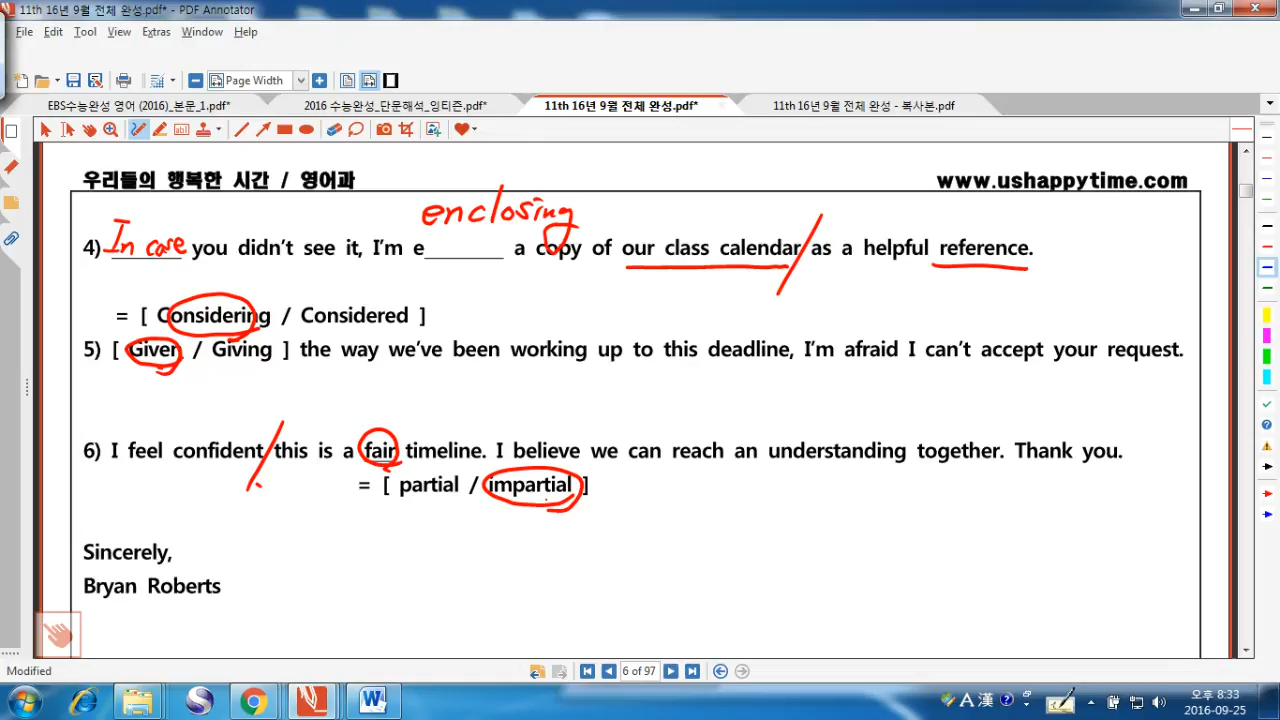 11th 16년 9월 전체 완성.pdf* - PDF Annotator
File Edit Tool View Extras Window Help
Page Width
EBS수능완성 영어 (2016)_본문_1.pdf* 2016 수능완성_단문해석_잉티즌.pdf* 11th 16년 9월 전체 완성.pdf* 11th 16년 9월 전체 완성 - 복사본.pdf
우리들의 행복한 시간 / 영어과 www.ushappytime.com
enclosing
4) In case you didn't see it, I'm e________ a copy of our class calendar / as a helpful reference.
= [ Considering / Considered ]
5) [ Given / Giving ] the way we've been working up to this deadline, I'm afraid I can't accept your request.
6) I feel confident / this is a fair timeline. I believe we can reach an understanding together. Thank you.
= [ partial / impartial ]
Sincerely,
Bryan Roberts
Modified 6 of 97
A 漢 오후 8:33
2016-09-25